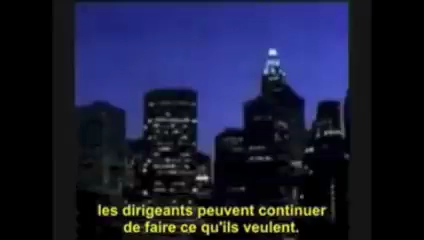 les dirigeants peuvent continuer
de faire ce qu'ils veulent.